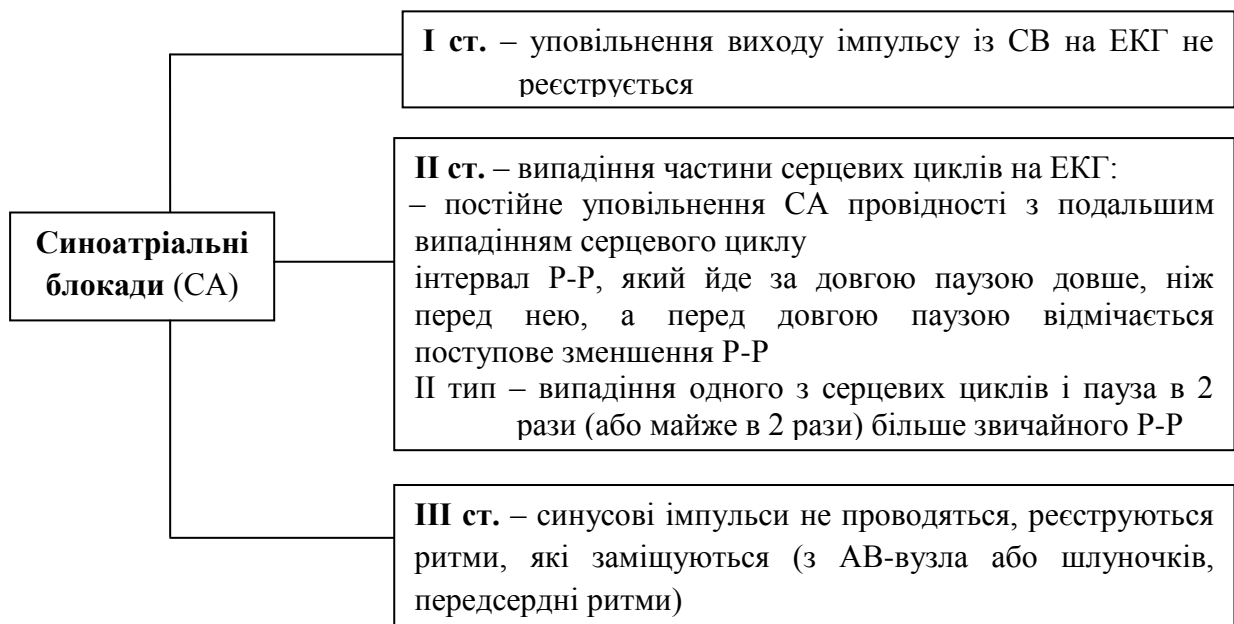 І ст. – уповільнення виходу імпульсу із СВ на ЕКГ не
реєструється
ІІ ст. – випадіння частини серцевих циклів на ЕКГ:
– постійне уповільнення СА провідності з подальшим
випадінням серцевого циклу
інтервал Р-Р, який йде за довгою паузою довше, ніж
перед нею, а перед довгою паузою відмічається
поступове зменшення Р-Р
ІІ тип – випадіння одного з серцевих циклів і пауза в 2
рази (або майже в 2 рази) більше звичайного Р-Р
Синоатріальні
блокади (СА)
ІІІ ст. – синусові імпульси не проводяться, реєструються
ритми, які заміщуються (з АВ-вузла або шлуночків,
передсердні ритми)